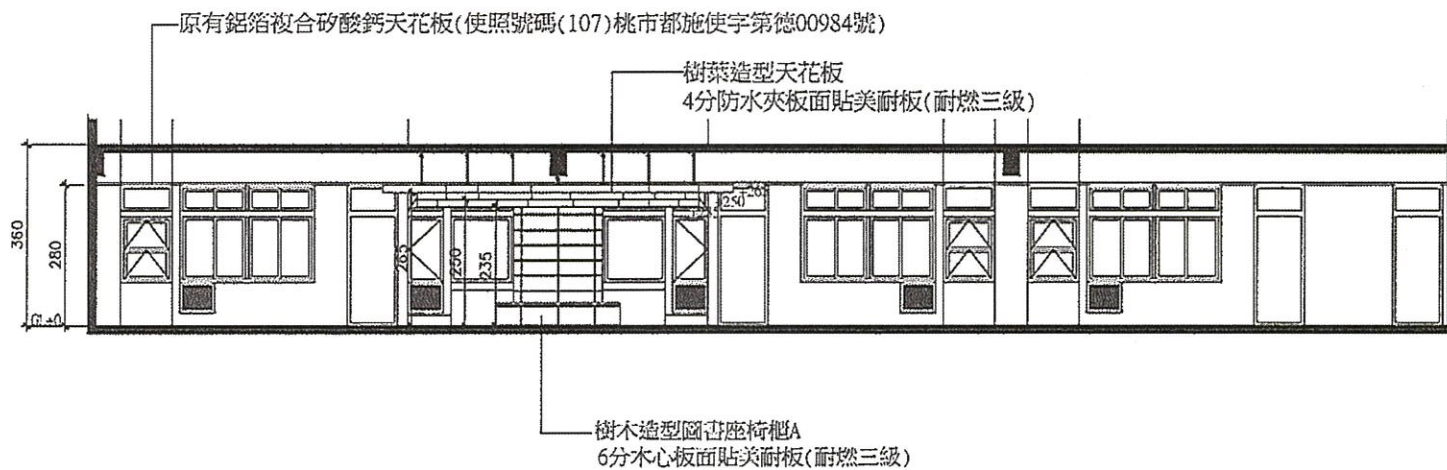 原有鋁箔複合矽酸鈣天花板(使照號碼(107)桃市都施使字第德00984號)
樹葉造型天花板
4分防水夾板面貼美耐板(耐燃三級)
360
280
265
250
235
+265
+250
GL±0
樹木造型圖書座椅櫃A
6分木心板面貼美耐板(耐燃三級)